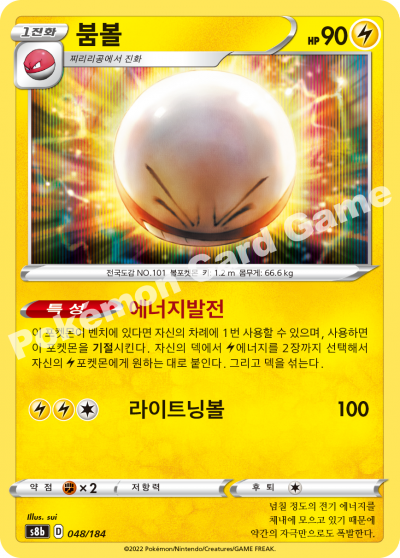 1진화 붐볼 HP 90
찌리리공에서 진화
전국도감 NO.101 볼포켓몬 키: 1.2 m 몸무게: 66.6 kg
특성 에너지발전
이 포켓몬이 벤치에 있다면 자신의 차례에 1번 사용할 수 있으며, 사용하면
이 포켓몬을 기절시킨다. 자신의 덱에서 에너지를 2장까지 선택해서
자신의 포켓몬에게 원하는 대로 붙인다. 그리고 덱을 섞는다.
라이트닝볼 100
약점 ×2 저항력 후퇴
Illus. sui
s8b D 048/184
넘칠 정도의 전기 에너지를
체내에 모으고 있기 때문에
약간의 자극만으로도 폭발한다.
©2022 Pokémon/Nintendo/Creatures/GAME FREAK.
Pokémon Card Game